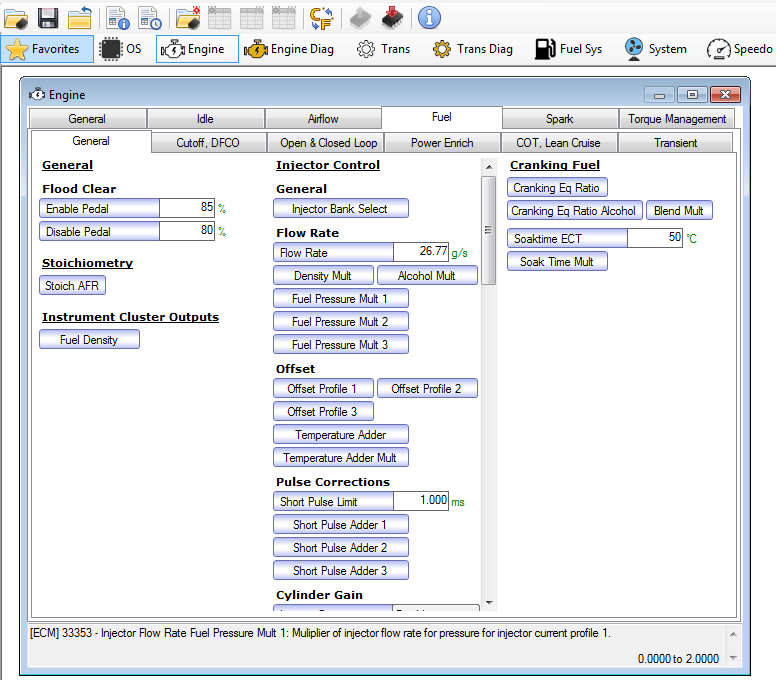 Favorites OS Engine Engine Diag Trans Trans Diag Fuel Sys System Speedo
Engine
General Idle Airflow Fuel Spark Torque Management
General Cutoff, DFCO Open & Closed Loop Power Enrich COT, Lean Cruise Transient
General
Flood Clear
Enable Pedal 85 %
Disable Pedal 80 %
Stoichiometry
Stoich AFR
Instrument Cluster Outputs
Fuel Density
Injector Control
General
Injector Bank Select
Flow Rate
Flow Rate 26.77 g/s
Density Mult Alcohol Mult
Fuel Pressure Mult 1
Fuel Pressure Mult 2
Fuel Pressure Mult 3
Offset
Offset Profile 1 Offset Profile 2
Offset Profile 3
Temperature Adder
Temperature Adder Mult
Pulse Corrections
Short Pulse Limit 1.000 ms
Short Pulse Adder 1
Short Pulse Adder 2
Short Pulse Adder 3
Cylinder Gain
Cranking Fuel
Cranking Eq Ratio
Cranking Eq Ratio Alcohol Blend Mult
Soaktime ECT 50 °C
Soak Time Mult
[ECM] 33353 - Injector Flow Rate Fuel Pressure Mult 1: Muliplier of injector flow rate for pressure for injector current profile 1.
0.0000 to 2.0000